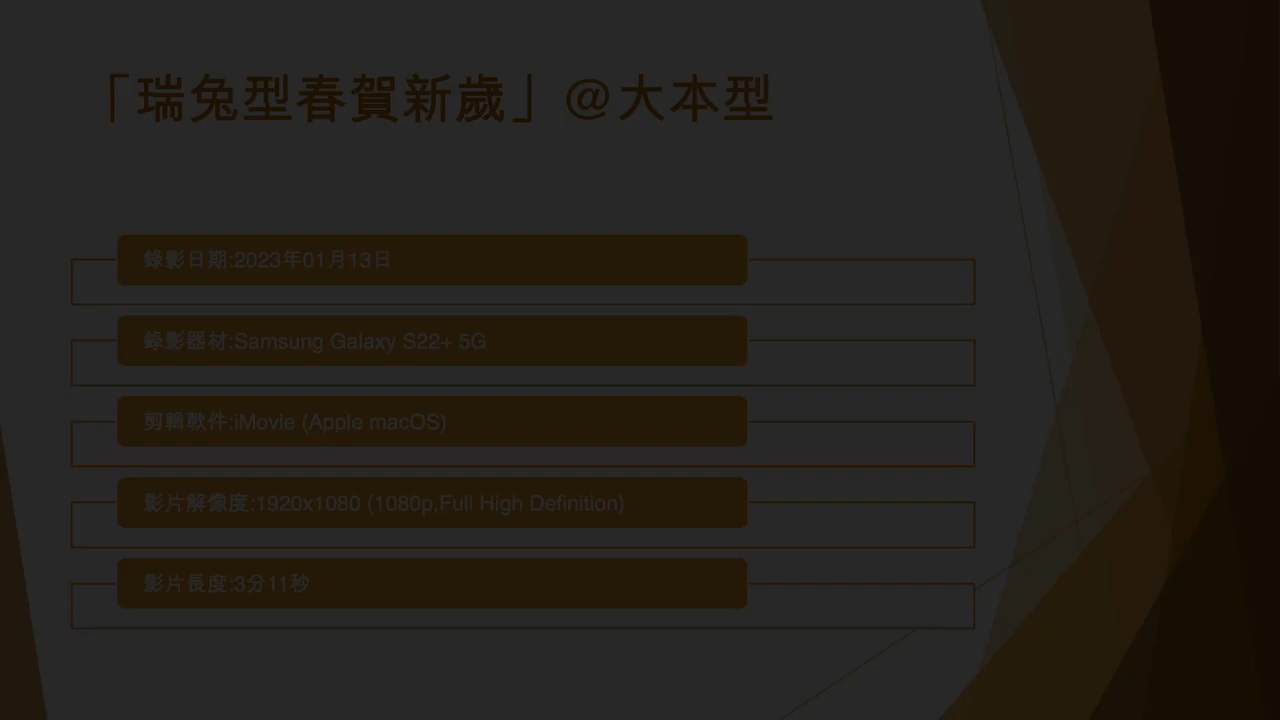 「瑞兔型春賀新歲」@大本型
錄影日期:2023年01月13日
錄影器材:Samsung Galaxy S22+ 5G
剪輯軟件:iMovie (Apple macOS)
影片解像度:1920x1080 (1080p,Full High Definition)
影片長度:3分11秒